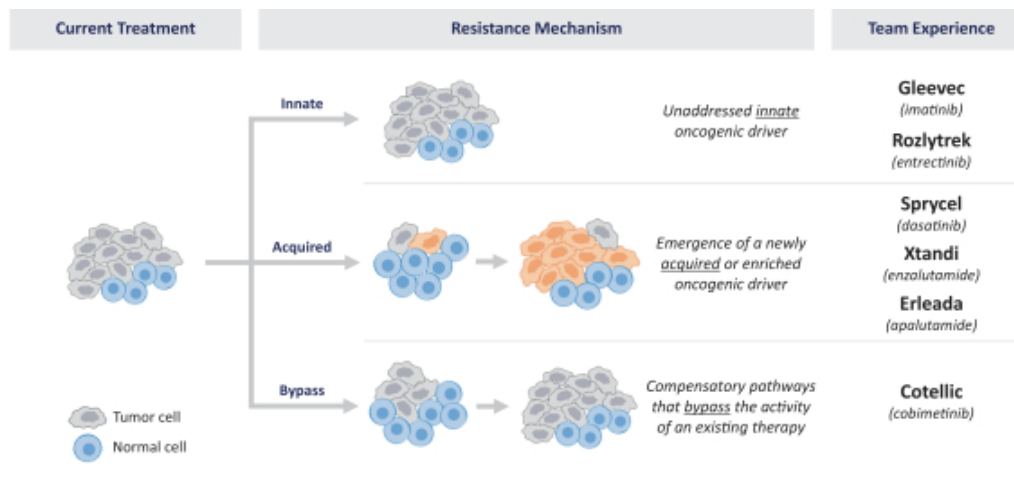 Current Treatment
Resistance Mechanism
Team Experience
Innate
Unaddressed innate
oncogenic driver
Gleevec
(imatinib)
Rozlytrek
(entrectinib)
Acquired
Emergence of a newly
acquired or enriched
oncogenic driver
Sprycel
(dasatinib)
Xtandi
(enzalutamide)
Erleada
(apalutamide)
Bypass
Compensatory pathways
that bypass the activity
of an existing therapy
Cotellic
(cobimetinib)
Tumor cell
Normal cell